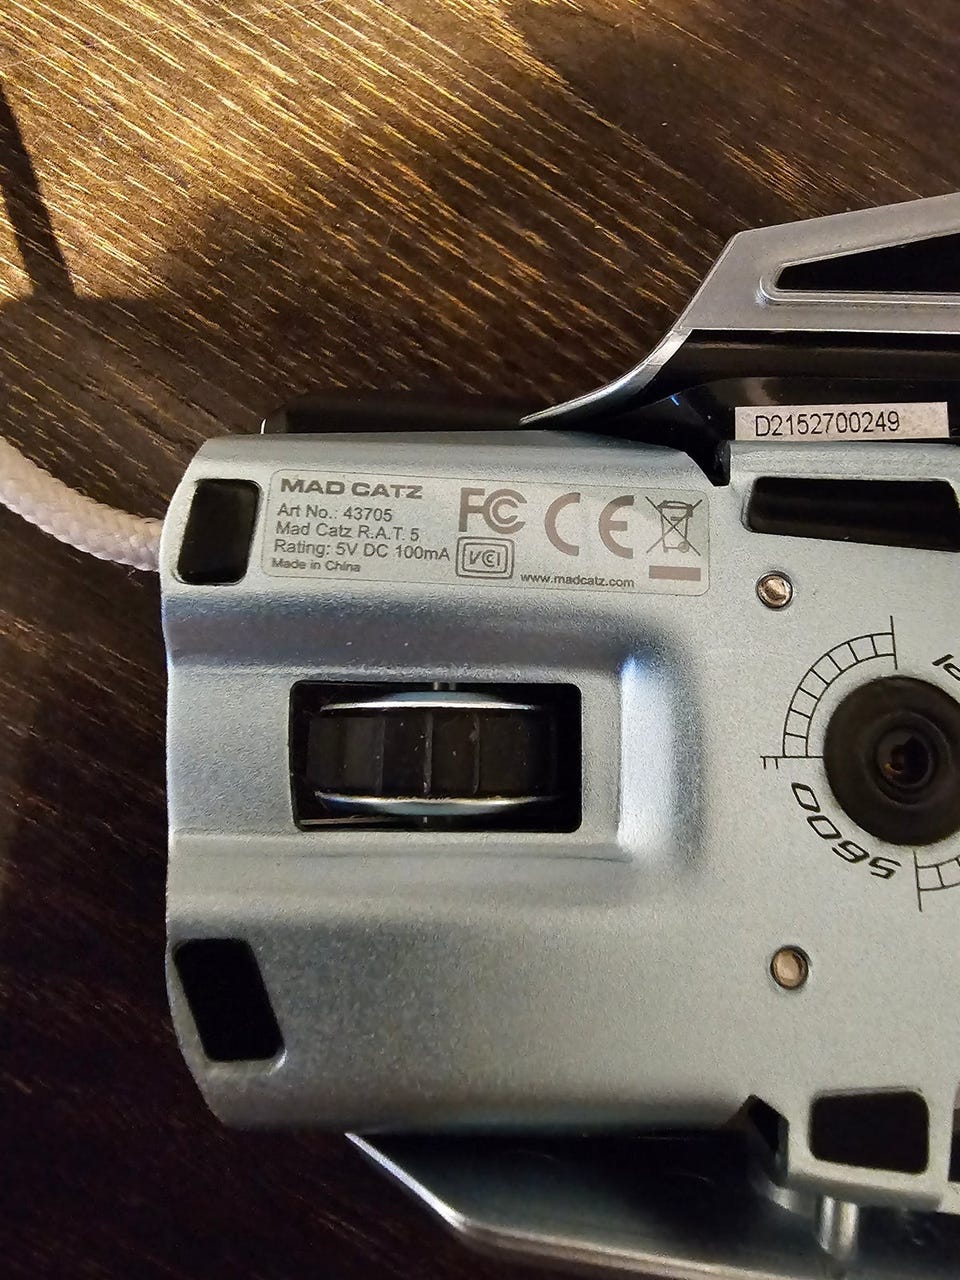 D2152700249
MAD CATZ
Art No.: 43705
Mad Catz R.A.T. 5
Rating: 5V DC 100mA
Made in China
FC CE
VCI
www.madcatz.com
5600